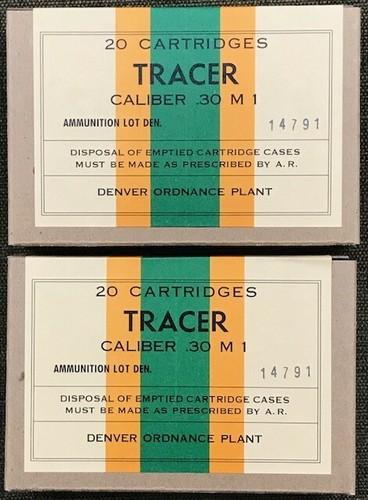 20 CARTRIDGES
TRACER
CALIBER .30 M 1
AMMUNITION LOT DEN. 14791
DISPOSAL OF EMPTIED CARTRIDGE CASES
MUST BE MADE AS PRESCRIBED BY A.R.
DENVER ORDNANCE PLANT
20 CARTRIDGES
TRACER
CALIBER .30 M 1
AMMUNITION LOT DEN. 14791
DISPOSAL OF EMPTIED CARTRIDGE CASES
MUST BE MADE AS PRESCRIBED BY A.R.
DENVER ORDNANCE PLANT